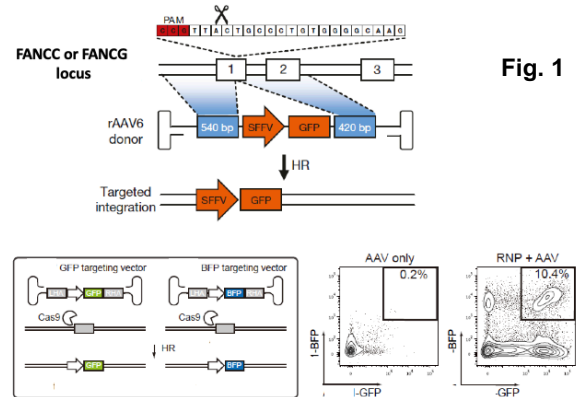 PAM
CCCTTACTGCCCCTGTGGGGCAAG
FANCC or FANCG
locus
1
2
3
Fig. 1
rAAV6
donor
540 bp
SFFV
GFP
420 bp
HR
Targeted
integration
SFFV
GFP
GFP targeting vector
BFP targeting vector
GFP
BFP
Cas9
Cas9
HR
GFP
BFP
AAV only
0.2%
RNP + AAV
10.4%
-BFP
-BFP
-GFP
-GFP